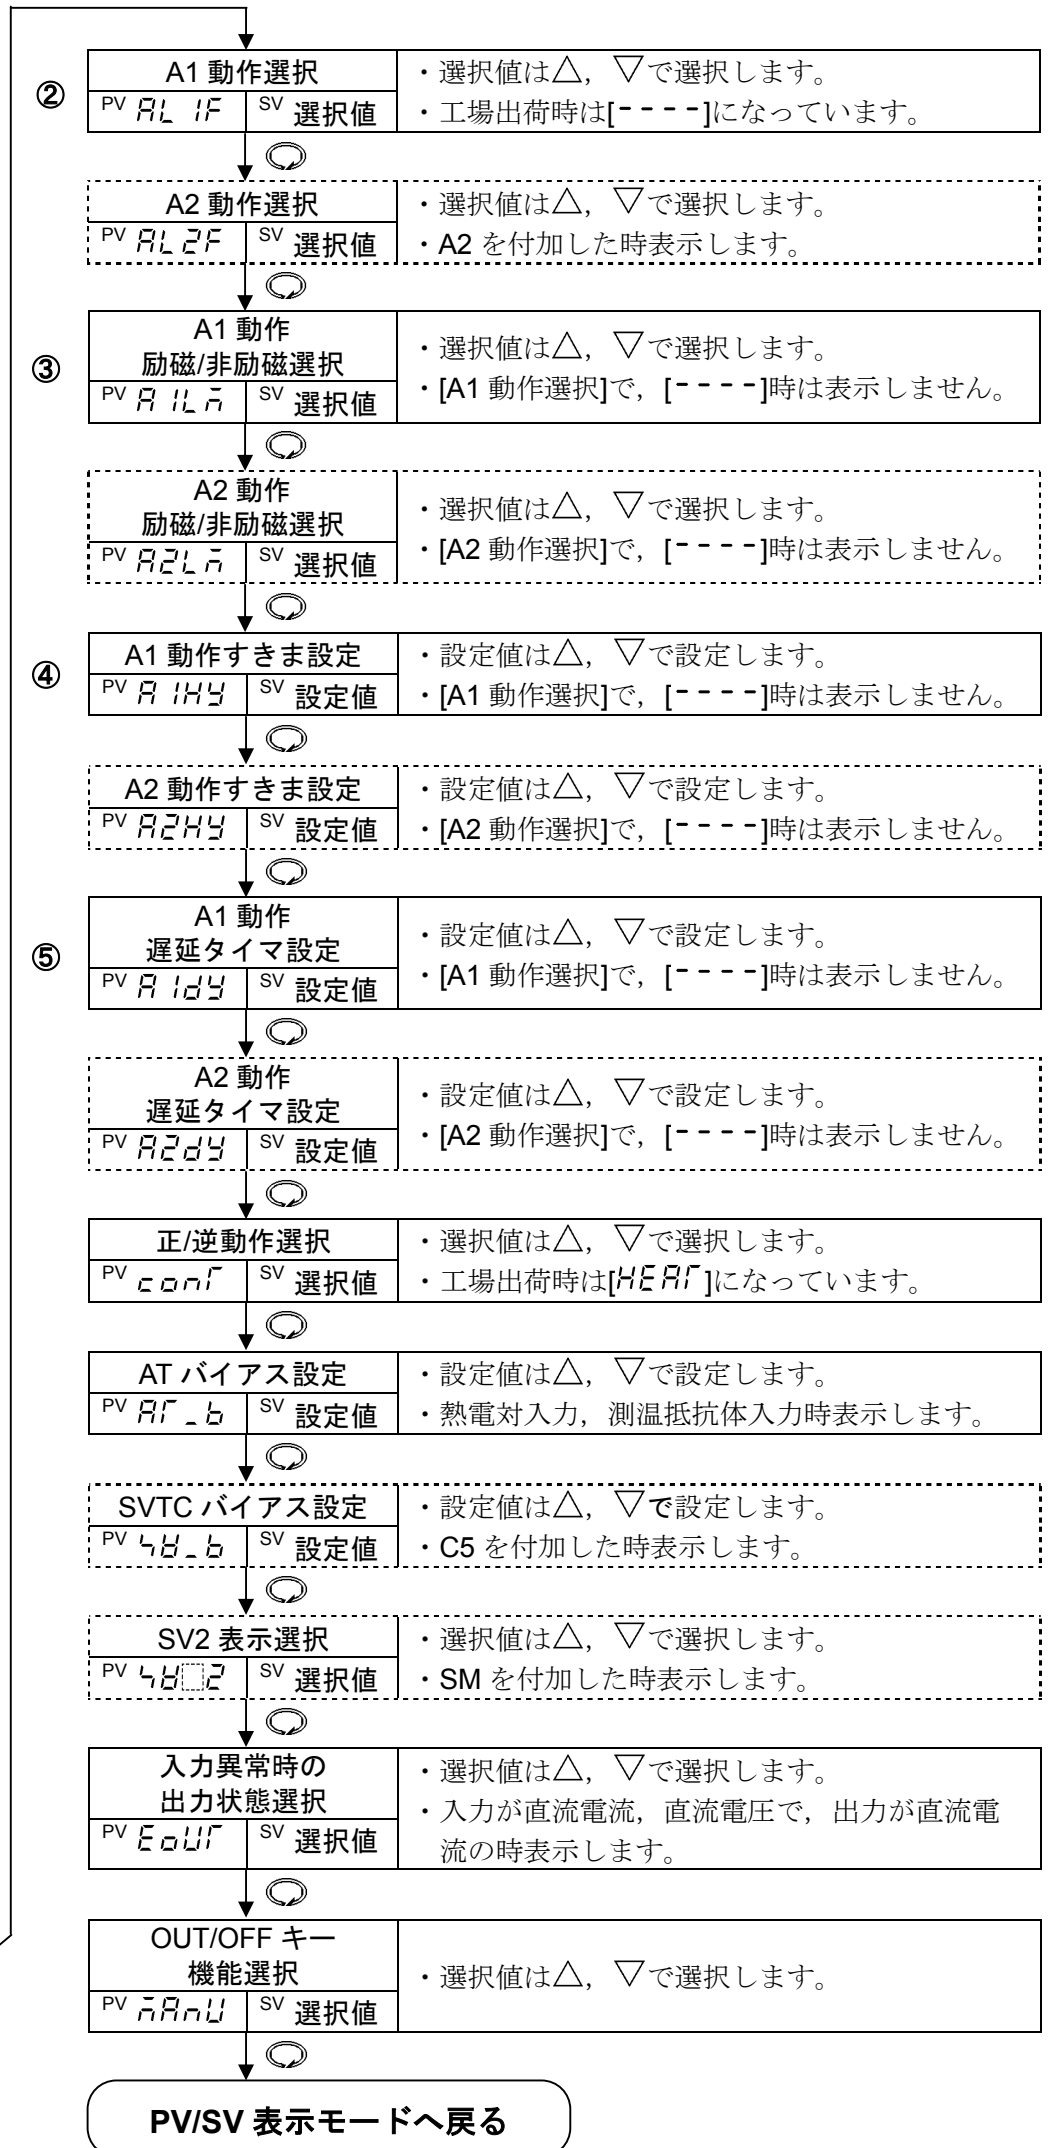 ②
A1 動作選択
PV AL1F SV 選択値
・選択値は△，▽で選択します。
・工場出荷時は[----]になっています。
A2 動作選択
PV AL2F SV 選択値
・選択値は△，▽で選択します。
・A2 を付加した時表示します。
③
A1 動作
励磁/非励磁選択
PV A1LM SV 選択値
・選択値は△，▽で選択します。
・[A1 動作選択]で，[----]時は表示しません。
A2 動作
励磁/非励磁選択
PV A2LM SV 選択値
・選択値は△，▽で選択します。
・[A2 動作選択]で，[----]時は表示しません。
④
A1 動作すきま設定
PV A1HY SV 設定値
・設定値は△，▽で設定します。
・[A1 動作選択]で，[----]時は表示しません。
A2 動作すきま設定
PV A2HY SV 設定値
・設定値は△，▽で設定します。
・[A2 動作選択]で，[----]時は表示しません。
⑤
A1 動作
遅延タイマ設定
PV A1dY SV 設定値
・設定値は△，▽で設定します。
・[A1 動作選択]で，[----]時は表示しません。
A2 動作
遅延タイマ設定
PV A2dY SV 設定値
・設定値は△，▽で設定します。
・[A2 動作選択]で，[----]時は表示しません。
正/逆動作選択
PV conT SV 選択値
・選択値は△，▽で選択します。
・工場出荷時は[HEAT]になっています。
AT バイアス設定
PV AT_b SV 設定値
・設定値は△，▽で設定します。
・熱電対入力，測温抵抗体入力時表示します。
SVTC バイアス設定
PV SV_b SV 設定値
・設定値は△，▽で設定します。
・C5 を付加した時表示します。
SV2 表示選択
PV SV 2 SV 選択値
・選択値は△，▽で選択します。
・SM を付加した時表示します。
入力異常時の
出力状態選択
PV EoUT SV 選択値
・選択値は△，▽で選択します。
・入力が直流電流，直流電圧で，出力が直流電
流の時表示します。
OUT/OFF キー
機能選択
PV MAnU SV 選択値
・選択値は△，▽で選択します。
PV/SV 表示モードへ戻る